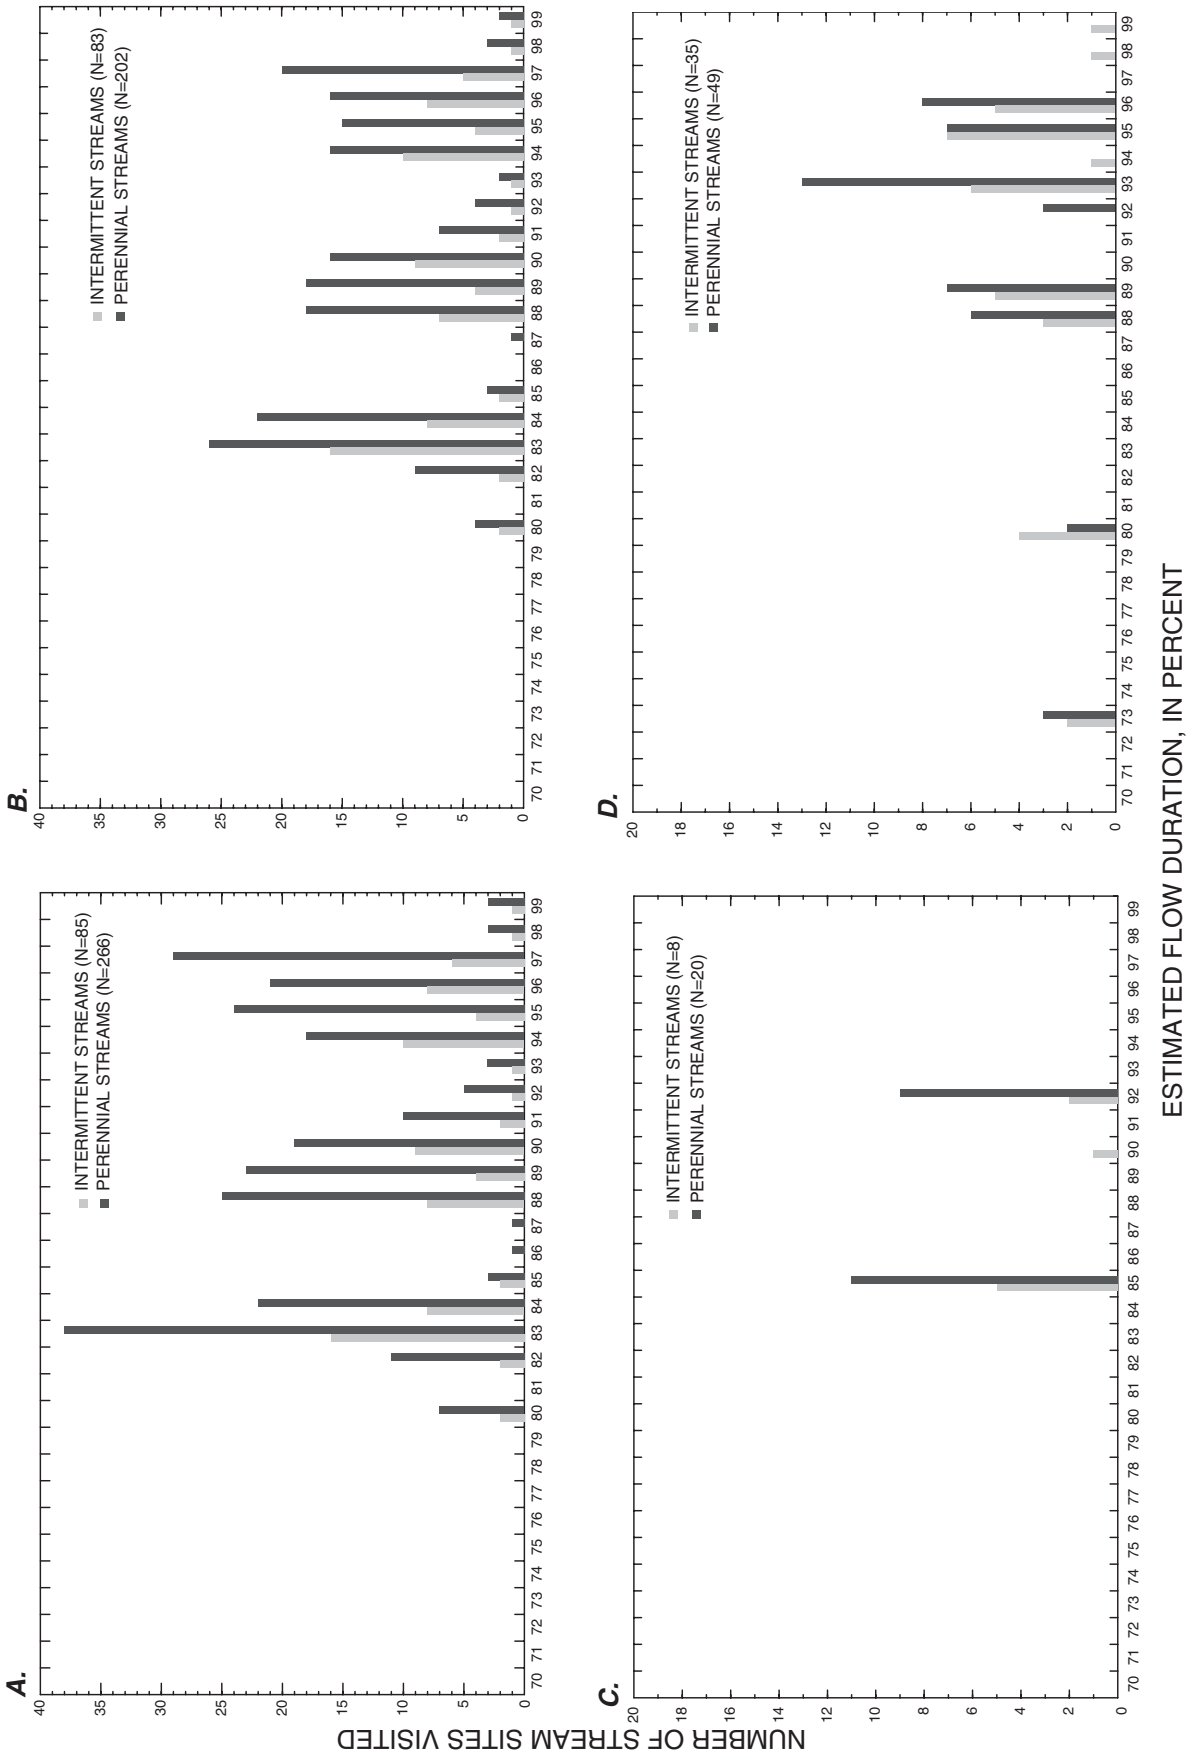 A.
40
35
30
25
20
15
10
5
0
INTERMITTENT STREAMS (N=85)
PERENNIAL STREAMS (N=266)
70 71 72 73 74 75 76 77 78 79 80 81 82 83 84 85 86 87 88 89 90 91 92 93 94 95 96 97 98 99
B.
40
35
30
25
20
15
10
5
0
INTERMITTENT STREAMS (N=83)
PERENNIAL STREAMS (N=202)
70 71 72 73 74 75 76 77 78 79 80 81 82 83 84 85 86 87 88 89 90 91 92 93 94 95 96 97 98 99
NUMBER OF STREAM SITES VISITED
C.
20
18
16
14
12
10
8
6
4
2
0
INTERMITTENT STREAMS (N=8)
PERENNIAL STREAMS (N=20)
70 71 72 73 74 75 76 77 78 79 80 81 82 83 84 85 86 87 88 89 90 91 92 93 94 95 96 97 98 99
D.
20
18
16
14
12
10
8
6
4
2
0
INTERMITTENT STREAMS (N=35)
PERENNIAL STREAMS (N=49)
70 71 72 73 74 75 76 77 78 79 80 81 82 83 84 85 86 87 88 89 90 91 92 93 94 95 96 97 98 99
ESTIMATED FLOW DURATION, IN PERCENT